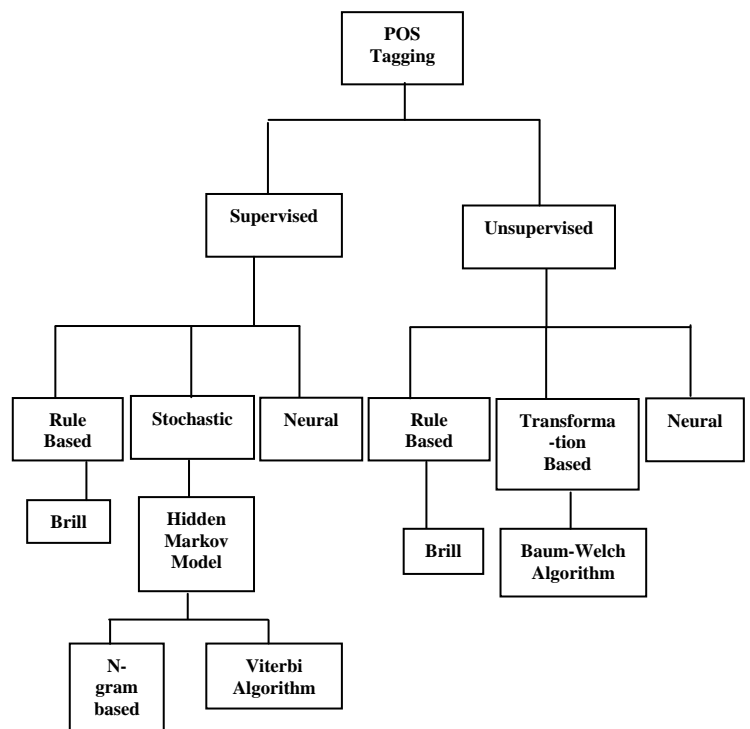 POS
Tagging
Supervised
Unsupervised
Rule
Based
Stochastic
Neural
Rule
Based
Transforma
-tion
Based
Neural
Brill
Hidden
Markov
Model
Brill
Baum-Welch
Algorithm
N-
gram
based
Viterbi
Algorithm